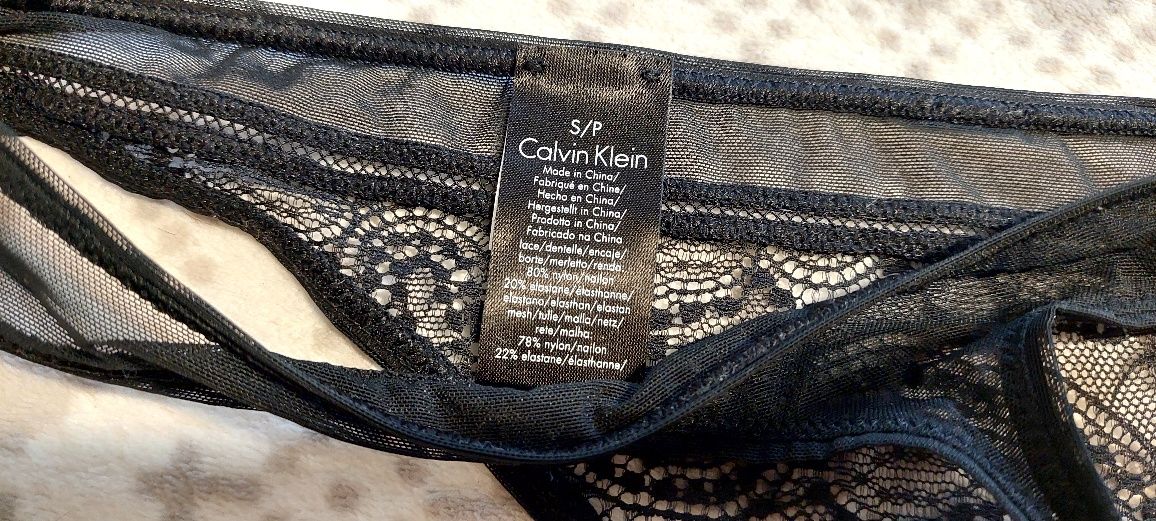 S/P
Calvin Klein
Made in China/
Fabriqué en Chine/
Hecho en China/
Hergestellt in China/
Prodotto in China/
Fabricado na China
lace/dentelle/encaje/
borte/merletto/renda
80% nylon/nailon
20% elastane/élasthanne/
elastano/elasthan/elastan
mesh/tulle/malla/netz/
rete/malha
78% nylon/nailon
22% elastane/élasthanne/